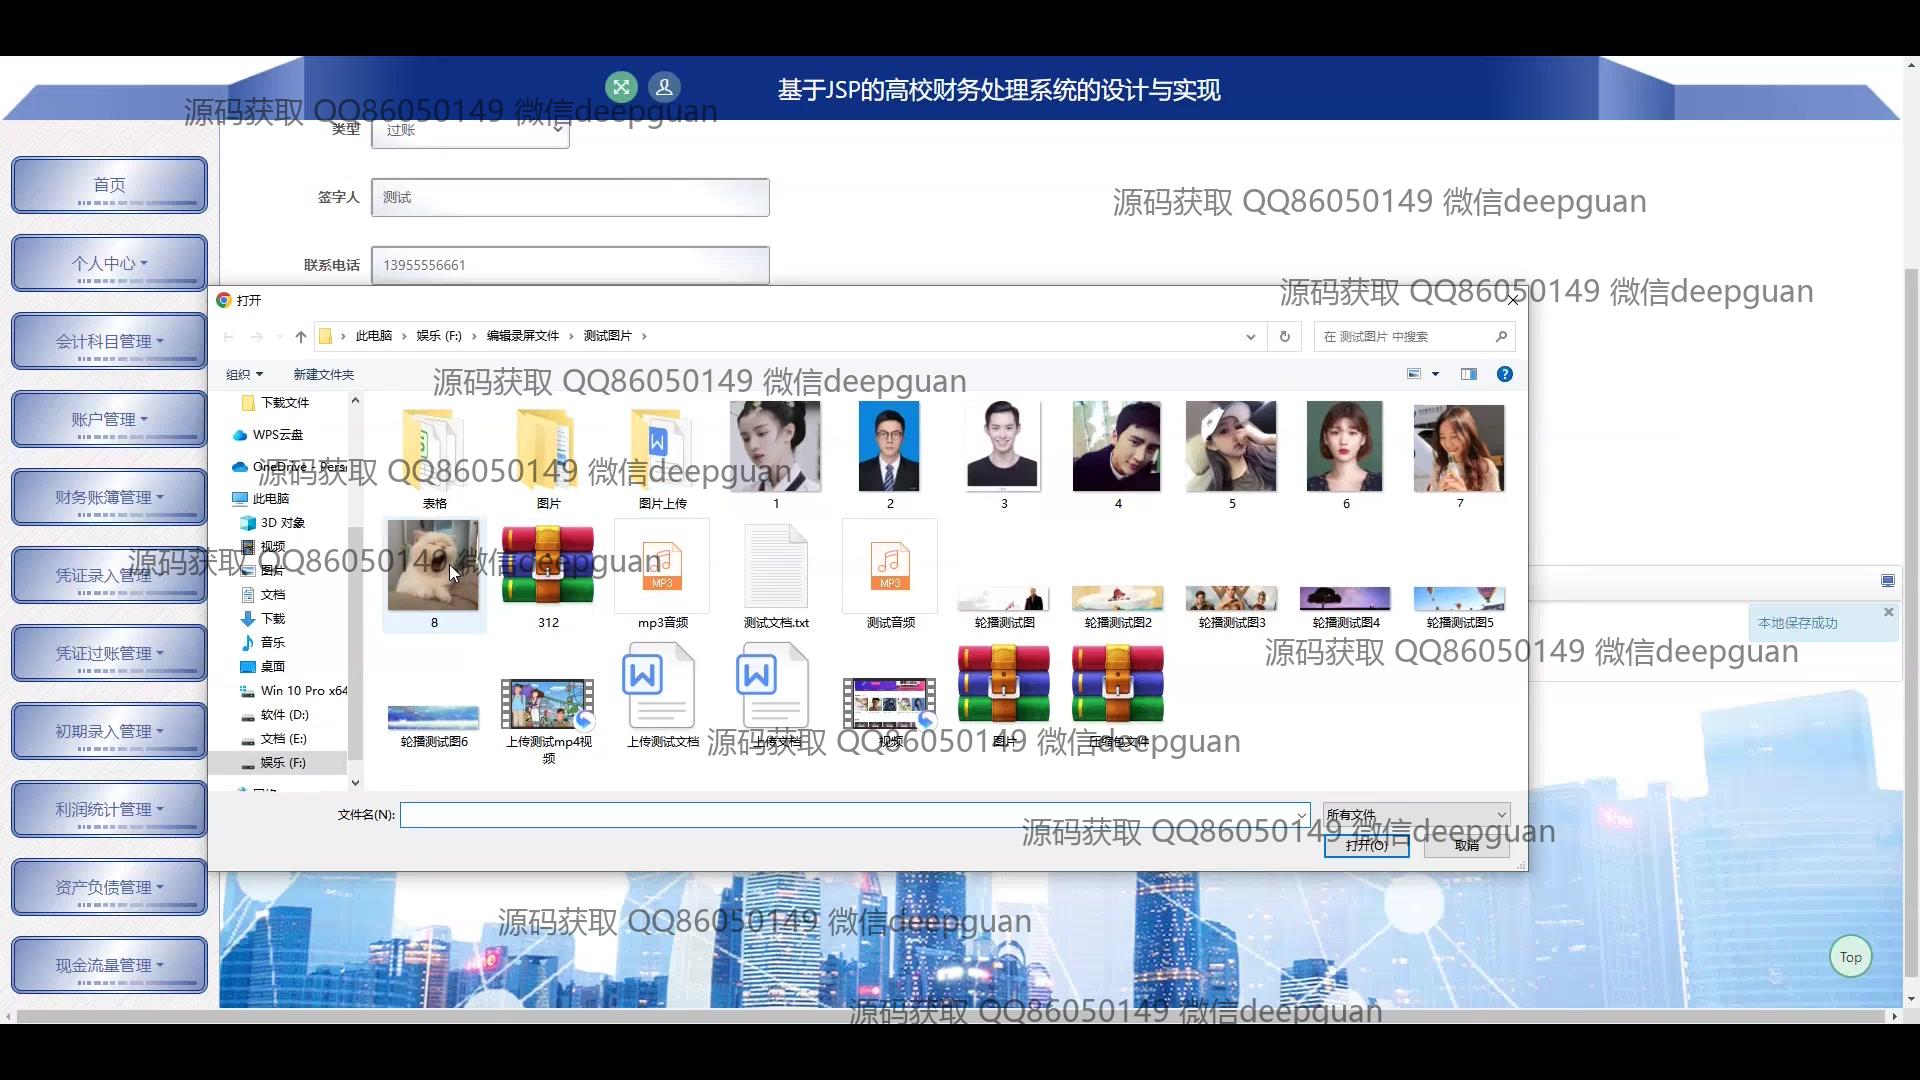 基于JSP的高校财务处理系统的设计与实现
源码获取 QQ86050149 微信deepguan
类型 过账
首页
签字人 测试
源码获取 QQ86050149 微信deepguan
个人中心
联系电话 13955556661
源码获取 QQ86050149 微信deepguan
打开
会计科目管理
此电脑 娱乐 (F:) 编辑录屏文件 测试图片
在 测试图片 中搜索
组织 新建文件夹
源码获取 QQ86050149 微信deepguan
账户管理
下载文件
WPS云盘
OneDrive - Pers
源码获取 QQ86050149 微信deepguan
财务账簿管理
此电脑
表格 图片 图片上传 1 2 3 4 5 6 7
3D 对象
视频
源码获取 QQ86050149 微信deepguan
凭证录入管理
图片
MP3 MP3
文档
下载
8 312 mp3音频 测试文档.txt 测试音频 轮播测试图 轮播测试图2 轮播测试图3 轮播测试图4 轮播测试图5
本地保存成功
音乐
凭证过账管理
源码获取 QQ86050149 微信deepguan
桌面
Win 10 Pro x64
软件 (D:)
初期录入管理
文档 (E:)
轮播测试图6 上传测试mp4视频 上传测试文档 上传文档 视频 图片 压缩包文件
源码获取 QQ86050149 微信deepguan
娱乐 (F:)
利润统计管理
文件名(N):
所有文件
源码获取 QQ86050149 微信deepguan
打开(O) 取消
资产负债管理
源码获取 QQ86050149 微信deepguan
现金流量管理
Top
源码获取 QQ86050149 微信deepguan